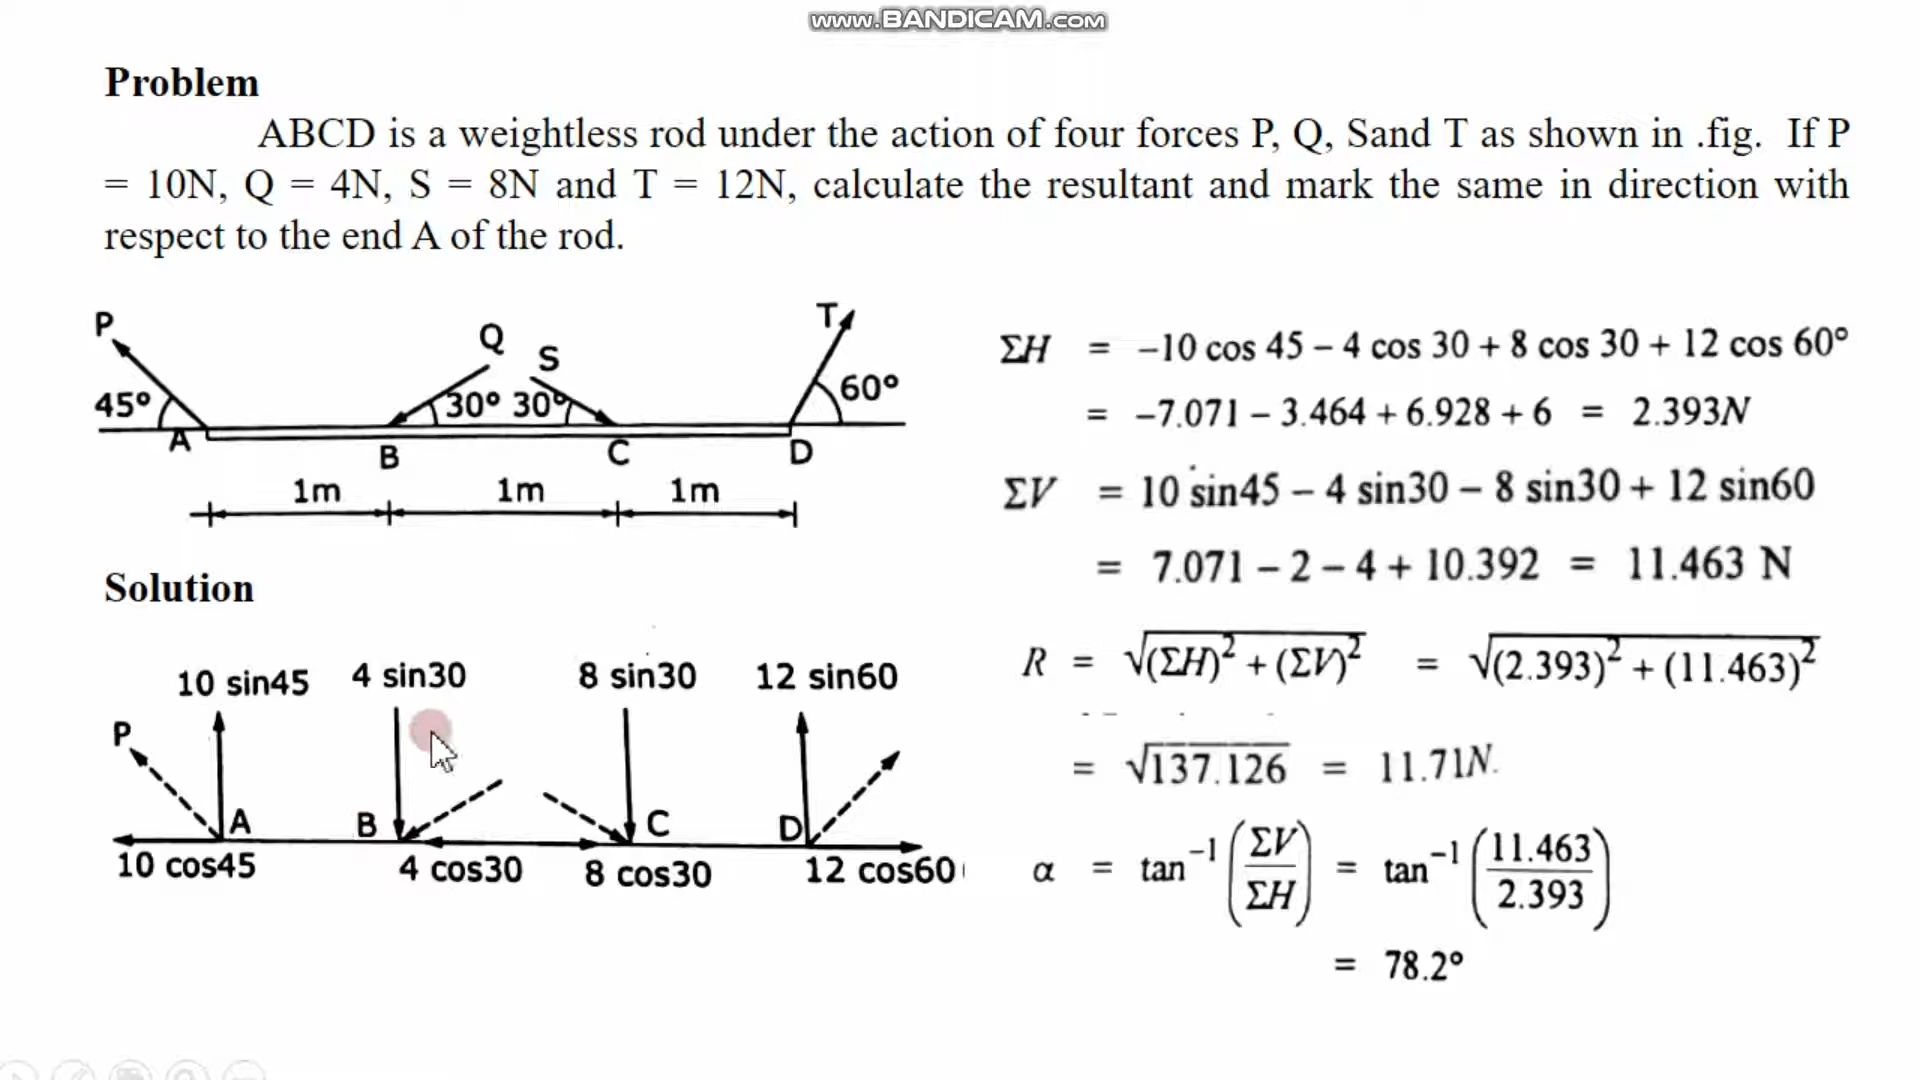 www.BANDICAM.com
Problem
ABCD is a weightless rod under the action of four forces P, Q, Sand T as shown in .fig. If P
= 10N, Q = 4N, S = 8N and T = 12N, calculate the resultant and mark the same in direction with
respect to the end A of the rod.
P
Q
S
T
45°
30° 30°
60°
A
B
C
D
1m
1m
1m
ΣH = −10 cos 45 − 4 cos 30 + 8 cos 30 + 12 cos 60°
= −7.071 − 3.464 + 6.928 + 6 = 2.393N
ΣV = 10 sin45 − 4 sin30 − 8 sin30 + 12 sin60
= 7.071 − 2 − 4 + 10.392 = 11.463 N
R = √(ΣH)² + (ΣV)² = √(2.393)² + (11.463)²
= √137.126 = 11.71N.
α = tan⁻¹ (ΣV/ΣH) = tan⁻¹ (11.463/2.393)
= 78.2°
Solution
10 sin45
4 sin30
8 sin30
12 sin60
P
A
B
C
D
10 cos45
4 cos30
8 cos30
12 cos60